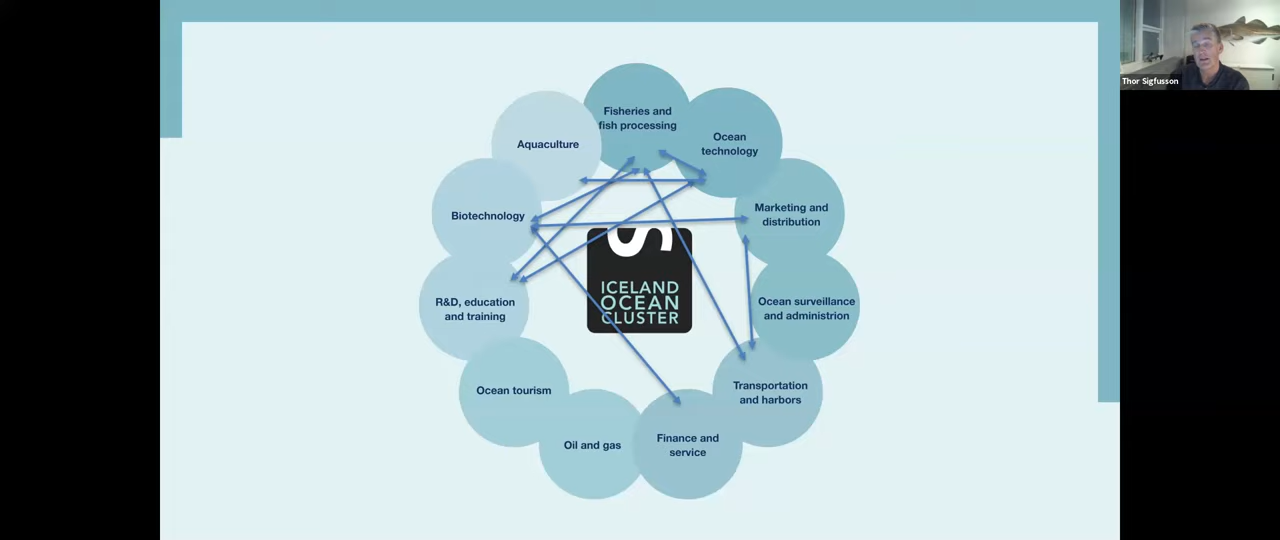 Thor Sigfusson
Fisheries and
fish processing
Ocean
technology
Aquaculture
Marketing and
distribution
Biotechnology
ICELAND
OCEAN
CLUSTER
Ocean surveillance
and administrion
R&D, education
and training
Transportation
and harbors
Ocean tourism
Finance and
service
Oil and gas